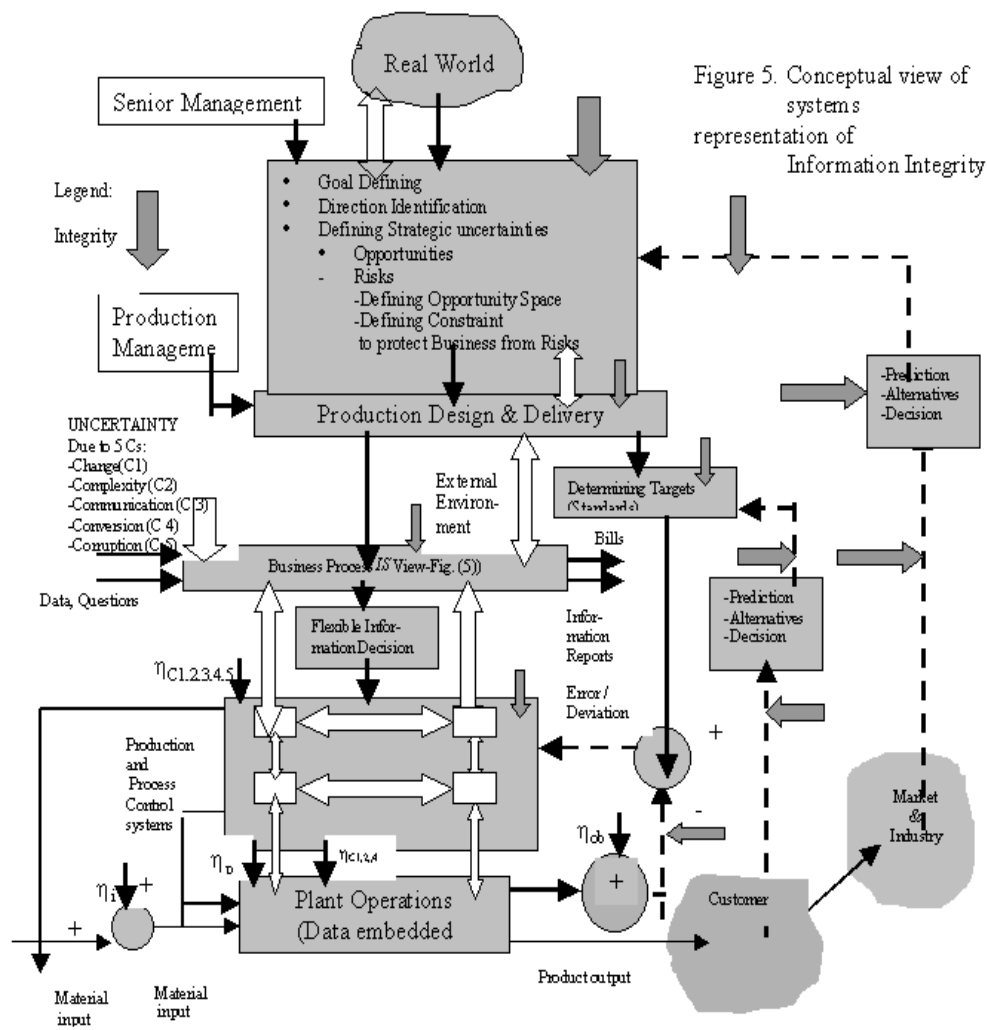 Real World
Figure 5. Conceptual view of
systems
representation of
Information Integrity
Senior Management
Legend:
Integrity
• Goal Defining
• Direction Identification
• Defining Strategic uncertainties
• Opportunities
- Risks
-Defining Opportunity Space
-Defining Constraint
to protect Business from Risks
Production
Manageme
-Prediction
-Alternatives
-Decision
Production Design & Delivery
UNCERTAINTY
Due to 5 Cs:
-Change(C1)
-Complexity (C2)
-Communication (C 3)
-Conversion (C 4)
-Corruption (C 5)
External
Environ-
ment
Determining Targets
(Standards)
Bills
Business Process IS View-Fig. (5))
Data, Questions
-Prediction
-Alternatives
-Decision
Flexible Infor-
mation Decision
Infor-
mation
Reports
ηC1.2.3.4.5
Error /
Deviation
+
Production
and
Process
Control
systems
-
Market
&
Industry
ηob
ηC1,2,4
ηi
+
+
Plant Operations
(Data embedded
Customer
+
Product output
Material
input
Material
input